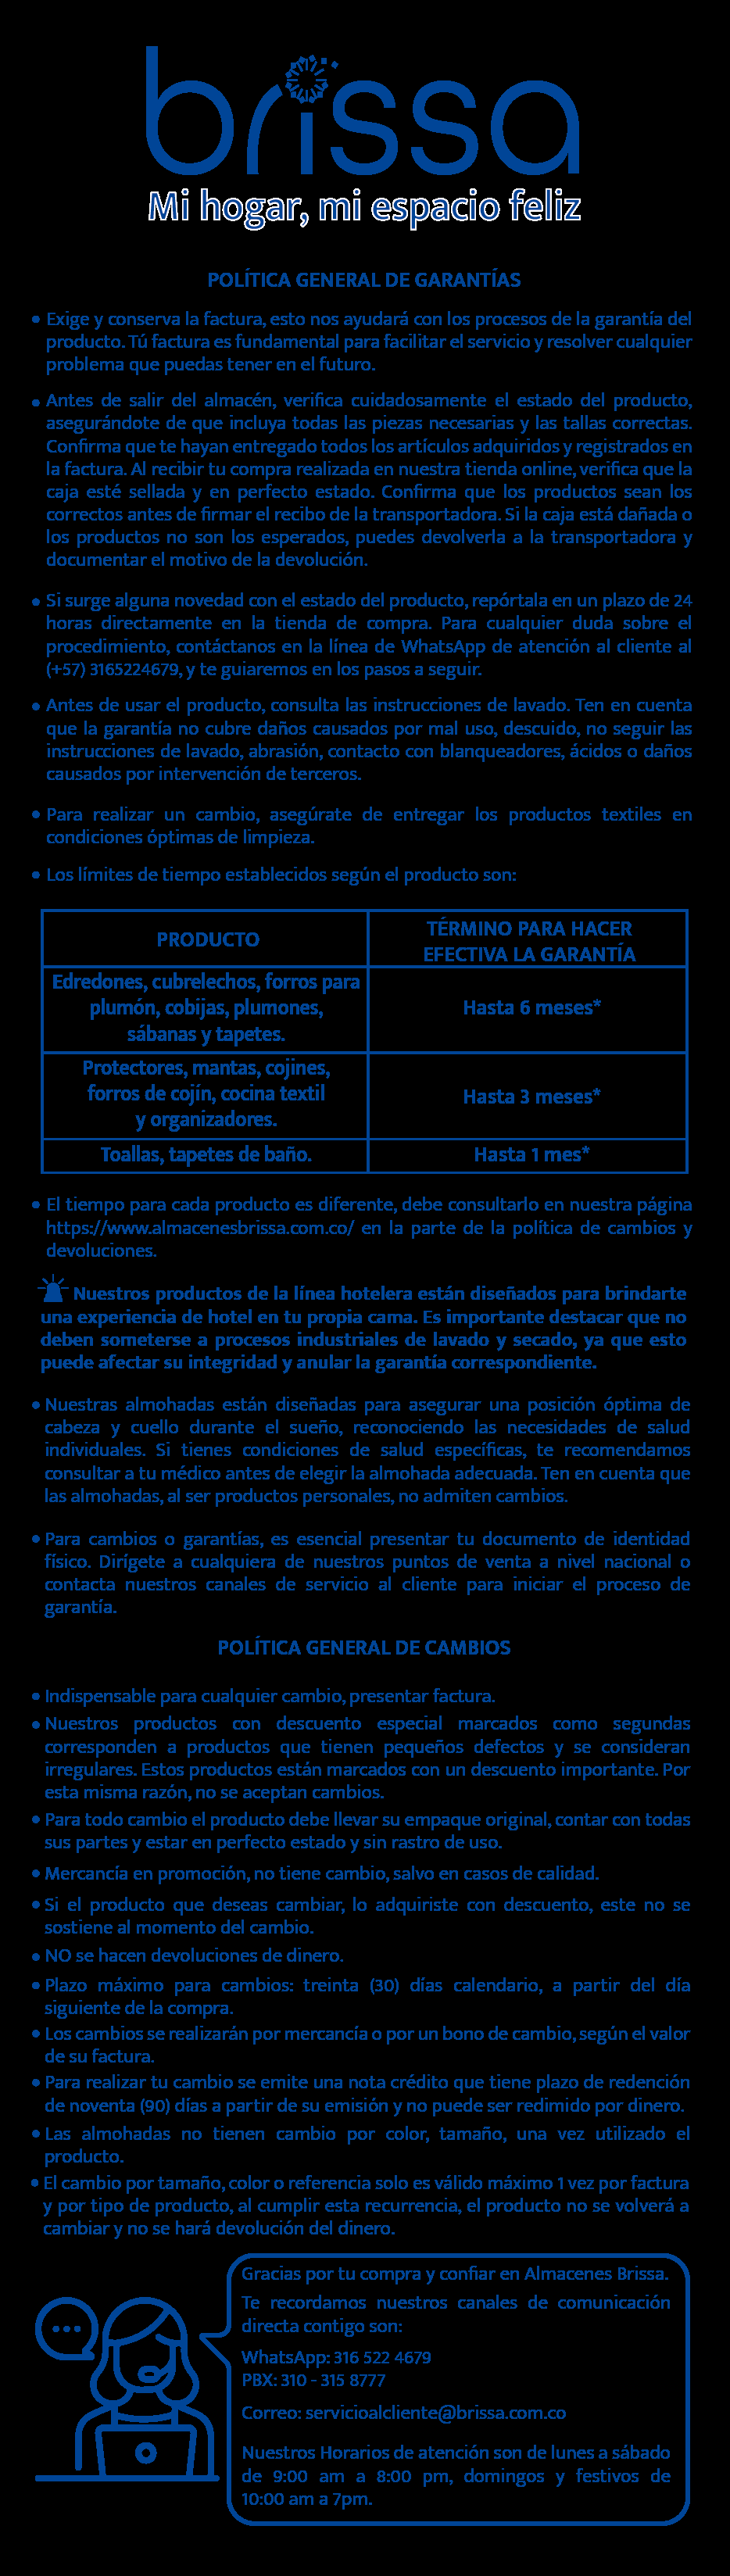 brissa
Mi hogar, mi espacio feliz
POLÍTICA GENERAL DE GARANTÍAS
• Exige y conserva la factura, esto nos ayudará con los procesos de la garantía del
producto. Tú factura es fundamental para facilitar el servicio y resolver cualquier
problema que puedas tener en el futuro.
• Antes de salir del almacén, verifica cuidadosamente el estado del producto,
asegurándote de que incluya todas las piezas necesarias y las tallas correctas.
Confirma que te hayan entregado todos los artículos adquiridos y registrados en
la factura. Al recibir tu compra realizada en nuestra tienda online, verifica que la
caja esté sellada y en perfecto estado. Confirma que los productos sean los
correctos antes de firmar el recibo de la transportadora. Si la caja está dañada o
los productos no son los esperados, puedes devolverla a la transportadora y
documentar el motivo de la devolución.
• Si surge alguna novedad con el estado del producto, repórtala en un plazo de 24
horas directamente en la tienda de compra. Para cualquier duda sobre el
procedimiento, contáctanos en la línea de WhatsApp de atención al cliente al
(+57) 3165224679, y te guiaremos en los pasos a seguir.
• Antes de usar el producto, consulta las instrucciones de lavado. Ten en cuenta
que la garantía no cubre daños causados por mal uso, descuido, no seguir las
instrucciones de lavado, abrasión, contacto con blanqueadores, ácidos o daños
causados por intervención de terceros.
• Para realizar un cambio, asegúrate de entregar los productos textiles en
condiciones óptimas de limpieza.
• Los límites de tiempo establecidos según el producto son:
PRODUCTO
TÉRMINO PARA HACER
EFECTIVA LA GARANTÍA
Edredones, cubrelechos, forros para
plumón, cobijas, plumones,
sábanas y tapetes.
Hasta 6 meses*
Protectores, mantas, cojines,
forros de cojín, cocina textil
y organizadores.
Hasta 3 meses*
Toallas, tapetes de baño.
Hasta 1 mes*
• El tiempo para cada producto es diferente, debe consultarlo en nuestra página
https://www.almacenesbrissa.com.co/ en la parte de la política de cambios y
devoluciones.
Nuestros productos de la línea hotelera están diseñados para brindarte
una experiencia de hotel en tu propia cama. Es importante destacar que no
deben someterse a procesos industriales de lavado y secado, ya que esto
puede afectar su integridad y anular la garantía correspondiente.
• Nuestras almohadas están diseñadas para asegurar una posición óptima de
cabeza y cuello durante el sueño, reconociendo las necesidades de salud
individuales. Si tienes condiciones de salud específicas, te recomendamos
consultar a tu médico antes de elegir la almohada adecuada. Ten en cuenta que
las almohadas, al ser productos personales, no admiten cambios.
• Para cambios o garantías, es esencial presentar tu documento de identidad
físico. Dirígete a cualquiera de nuestros puntos de venta a nivel nacional o
contacta nuestros canales de servicio al cliente para iniciar el proceso de
garantía.
POLÍTICA GENERAL DE CAMBIOS
• Indispensable para cualquier cambio, presentar factura.
• Nuestros productos con descuento especial marcados como segundas
corresponden a productos que tienen pequeños defectos y se consideran
irregulares. Estos productos están marcados con un descuento importante. Por
esta misma razón, no se aceptan cambios.
• Para todo cambio el producto debe llevar su empaque original, contar con todas
sus partes y estar en perfecto estado y sin rastro de uso.
• Mercancía en promoción, no tiene cambio, salvo en casos de calidad.
• Si el producto que deseas cambiar, lo adquiriste con descuento, este no se
sostiene al momento del cambio.
• NO se hacen devoluciones de dinero.
• Plazo máximo para cambios: treinta (30) días calendario, a partir del día
siguiente de la compra.
• Los cambios se realizarán por mercancía o por un bono de cambio, según el valor
de su factura.
• Para realizar tu cambio se emite una nota crédito que tiene plazo de redención
de noventa (90) días a partir de su emisión y no puede ser redimido por dinero.
• Las almohadas no tienen cambio por color, tamaño, una vez utilizado el
producto.
• El cambio por tamaño, color o referencia solo es válido máximo 1 vez por factura
y por tipo de producto, al cumplir esta recurrencia, el producto no se volverá a
cambiar y no se hará devolución del dinero.
Gracias por tu compra y confiar en Almacenes Brissa.
Te recordamos nuestros canales de comunicación
directa contigo son:
WhatsApp: 316 522 4679
PBX: 310 - 315 8777
Correo: servicioalcliente@brissa.com.co
Nuestros Horarios de atención son de lunes a sábado
de 9:00 am a 8:00 pm, domingos y festivos de
10:00 am a 7pm.